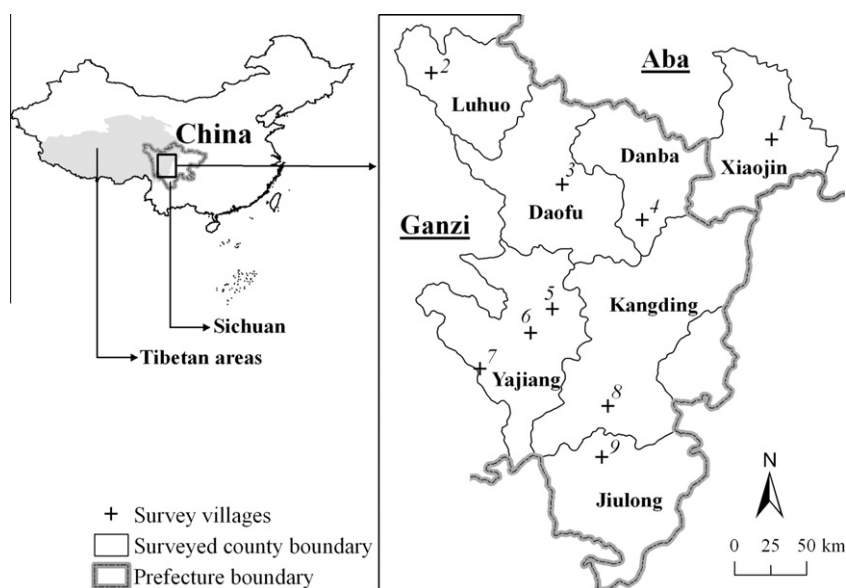 China
Sichuan
Tibetan areas
Survey villages
Surveyed county boundary
Prefecture boundary
Aba
2
Luhuo
1
Danba
Xiaojin
3
Daofu
4
Ganzi
5
Kangding
6
7
Yajiang
8
9
Jiulong
N
0 25 50 km